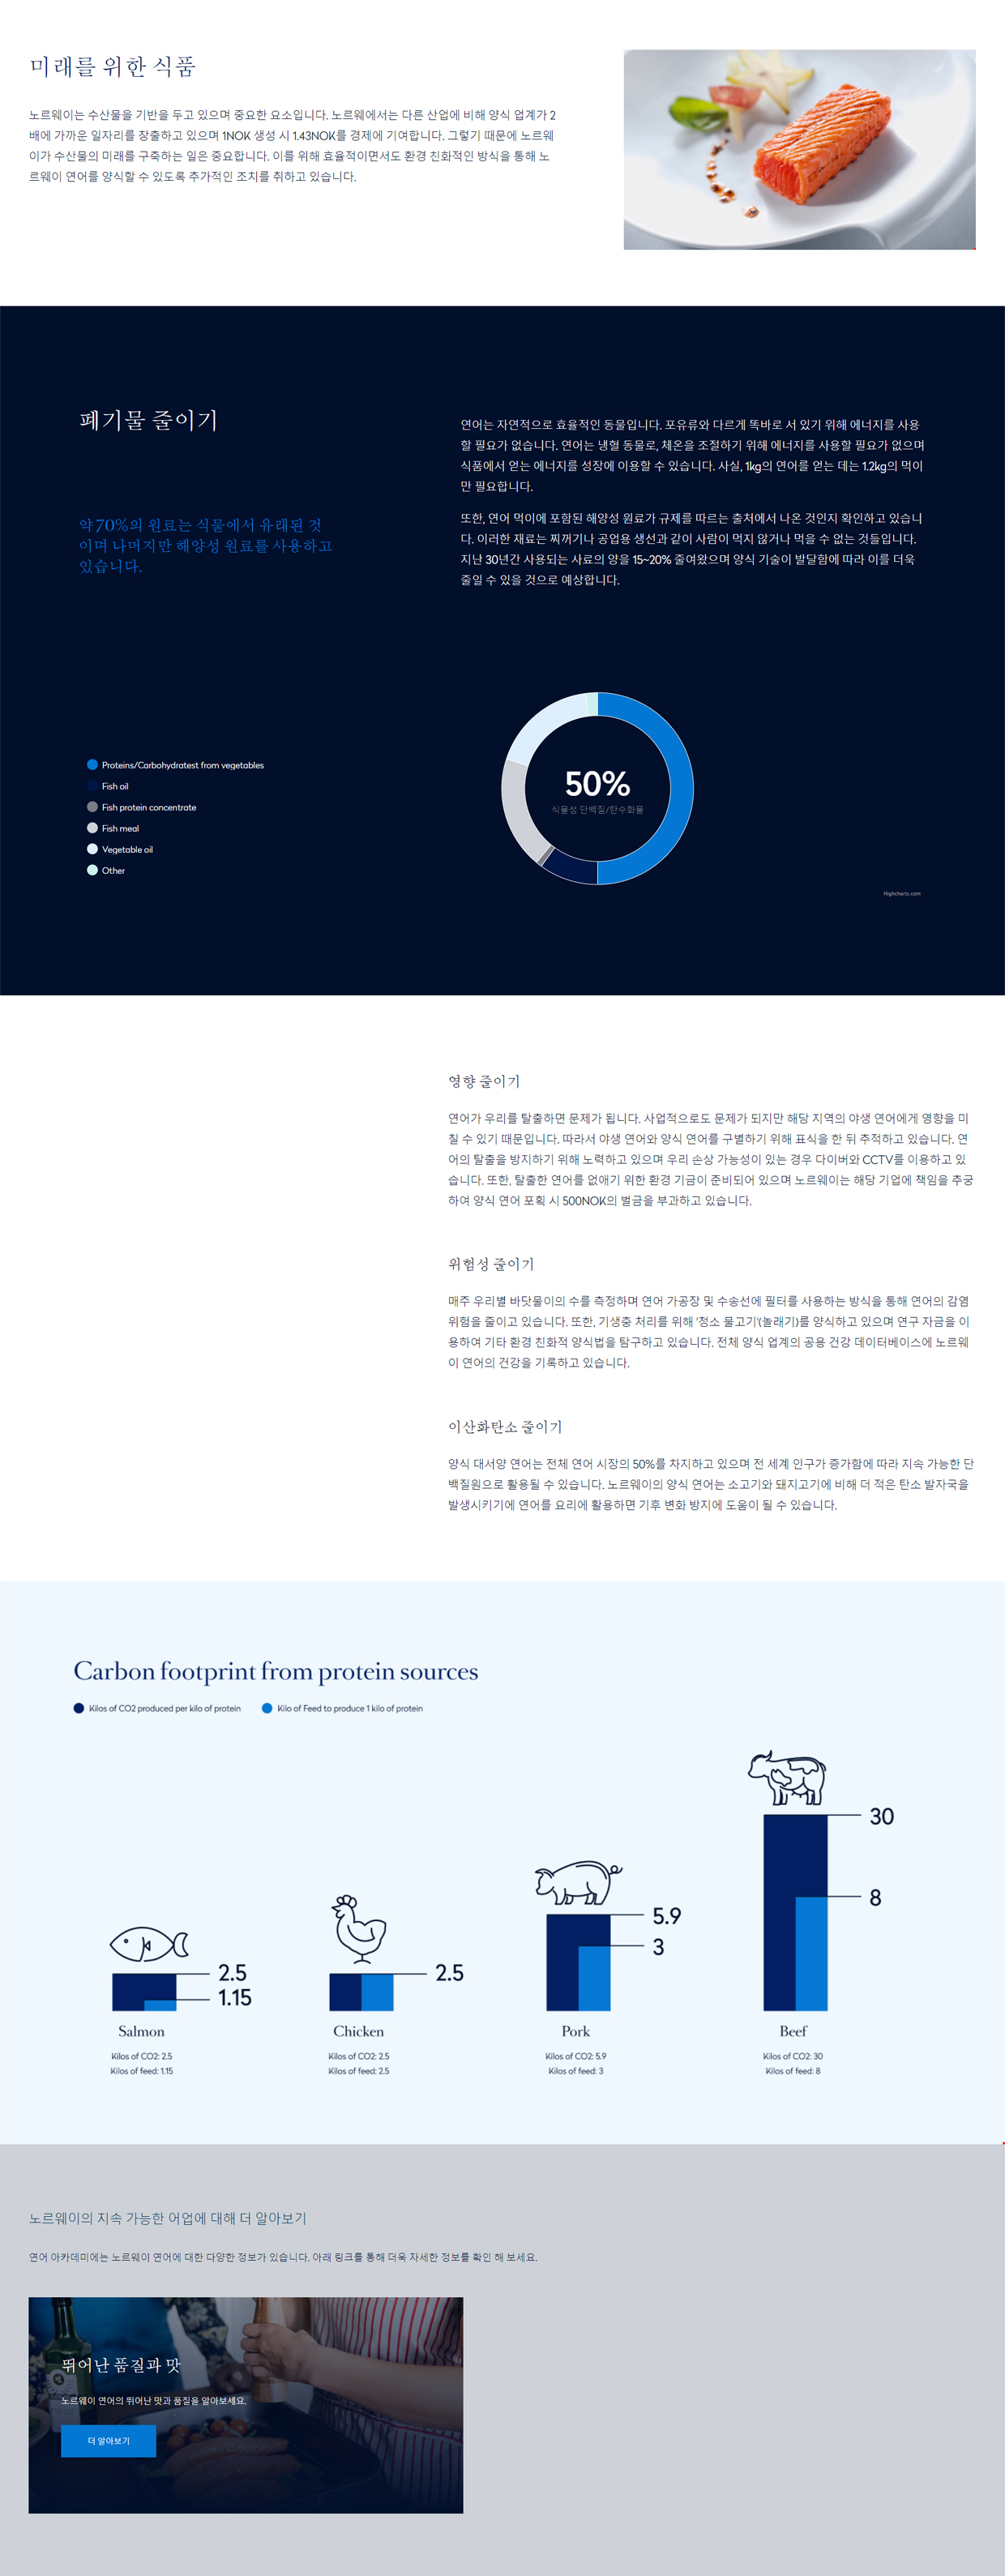 미래를 위한 식품
노르웨이는 수산물을 기반을 두고 있으며 중요한 요소입니다. 노르웨에서는 다른 산업에 비해 양식 업계가 2
배에 가까운 일자리를 창출하고 있으며 1NOK 생성 시 1.43NOK를 경제에 기여합니다. 그렇기 때문에 노르웨
이가 수산물의 미래를 구축하는 일은 중요합니다. 이를 위해 효율적이면서도 환경 친화적인 방식을 통해 노
르웨이 연어를 양식할 수 있도록 추가적인 조치를 취하고 있습니다.
폐기물 줄이기
약 70%의 원료는 식물에서 유래된 것
이며 나머지만 해양성 원료를 사용하고
있습니다.
연어는 자연적으로 효율적인 동물입니다. 포유류와 다르게 똑바로 서 있기 위해 에너지를 사용
할 필요가 없습니다. 연어는 냉혈 동물로, 체온을 조절하기 위해 에너지를 사용할 필요가 없으며
식품에서 얻는 에너지를 성장에 이용할 수 있습니다. 사실, 1kg의 연어를 얻는 데는 1.2kg의 먹이
만 필요합니다.
또한, 연어 먹이에 포함된 해양성 원료가 규제를 따르는 출처에서 나온 것인지 확인하고 있습니
다. 이러한 재료는 찌꺼기나 공업용 생선과 같이 사람이 먹지 않거나 먹을 수 없는 것들입니다.
지난 30년간 사용되는 사료의 양을 15~20% 줄여왔으며 양식 기술이 발달함에 따라 이를 더욱
줄일 수 있을 것으로 예상합니다.
Proteins/Carbohydratest from vegetables
Fish oil
Fish protein concentrate
Fish meal
Vegetable oil
Other
50%
식물성 단백질/탄수화물
Highcharts.com
영향 줄이기
연어가 우리를 탈출하면 문제가 됩니다. 사업적으로도 문제가 되지만 해당 지역의 야생 연어에게 영향을 미
칠 수 있기 때문입니다. 따라서 야생 연어와 양식 연어를 구별하기 위해 표식을 한 뒤 추적하고 있습니다. 연
어의 탈출을 방지하기 위해 노력하고 있으며 우리 손상 가능성이 있는 경우 다이버와 CCTV를 이용하고 있
습니다. 또한, 탈출한 연어를 없애기 위한 환경 기금이 준비되어 있으며 노르웨이는 해당 기업에 책임을 추궁
하여 양식 연어 포획 시 500NOK의 벌금을 부과하고 있습니다.
위험성 줄이기
매주 우리별 바닷물이의 수를 측정하며 연어 가공장 및 수송선에 필터를 사용하는 방식을 통해 연어의 감염
위험을 줄이고 있습니다. 또한, 기생충 처리를 위해 '청소 물고기'(놀래기)를 양식하고 있으며 연구 자금을 이
용하여 기타 환경 친화적 양식법을 탐구하고 있습니다. 전체 양식 업계의 공용 건강 데이터베이스에 노르웨
이 연어의 건강을 기록하고 있습니다.
이산화탄소 줄이기
양식 대서양 연어는 전체 연어 시장의 50%를 차지하고 있으며 전 세계 인구가 증가함에 따라 지속 가능한 단
백질원으로 활용될 수 있습니다. 노르웨이의 양식 연어는 소고기와 돼지고기에 비해 더 적은 탄소 발자국을
발생시키기에 연어를 요리에 활용하면 기후 변화 방지에 도움이 될 수 있습니다.
Carbon footprint from protein sources
Kilos of CO2 produced per kilo of protein
Kilo of Feed to produce 1 kilo of protein
2.5
1.15
2.5
5.9
3
30
8
Salmon
Kilos of CO2: 2.5
Kilos of feed: 1.15
Chicken
Kilos of CO2: 2.5
Kilos of feed: 2.5
Pork
Kilos of CO2: 5.9
Kilos of feed: 3
Beef
Kilos of CO2: 30
Kilos of feed: 8
노르웨이의 지속 가능한 어업에 대해 더 알아보기
연어 아카데미에는 노르웨이 연어에 대한 다양한 정보가 있습니다. 아래 링크를 통해 더욱 자세한 정보를 확인 해 보세요.
뛰어난 품질과 맛
노르웨이 연어의 뛰어난 맛과 품질을 알아보세요.
더 알아보기